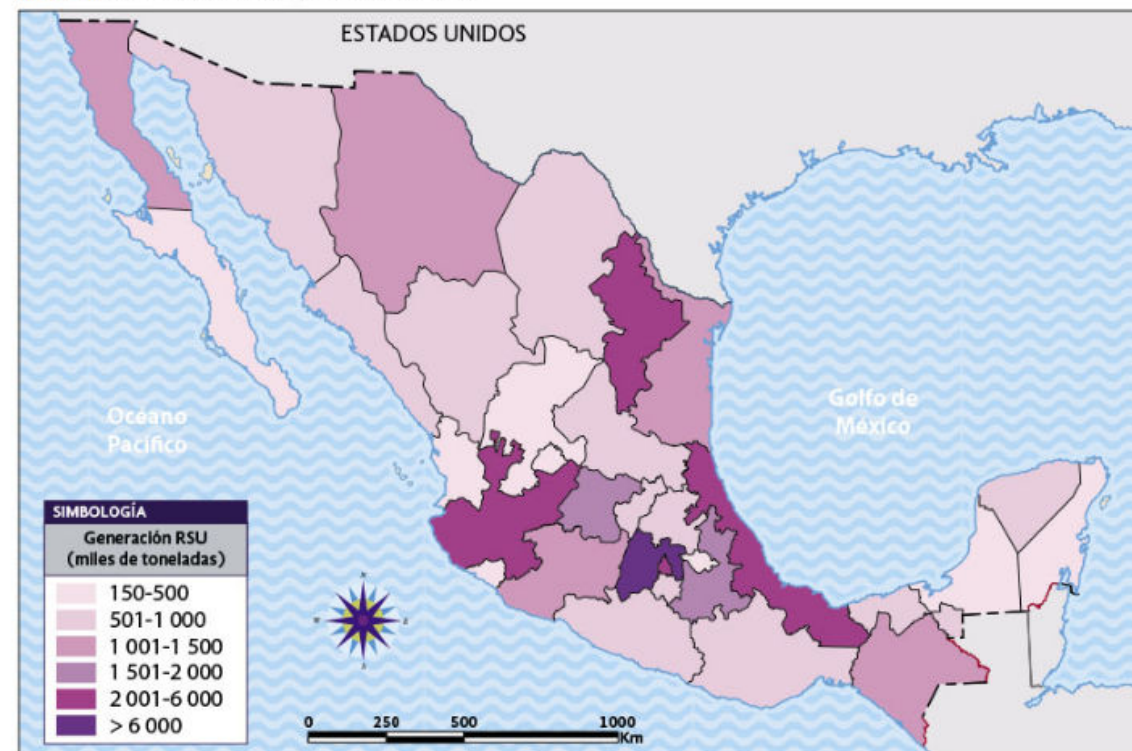 ESTADOS UNIDOS
Océano
Pacífico
Golfo de
México
SIMBOLOGÍA
Generación RSU
(miles de toneladas)
150-500
501-1 000
1 001-1 500
1 501-2 000
2 001-6 000
> 6 000
0 250 500 1000
Km